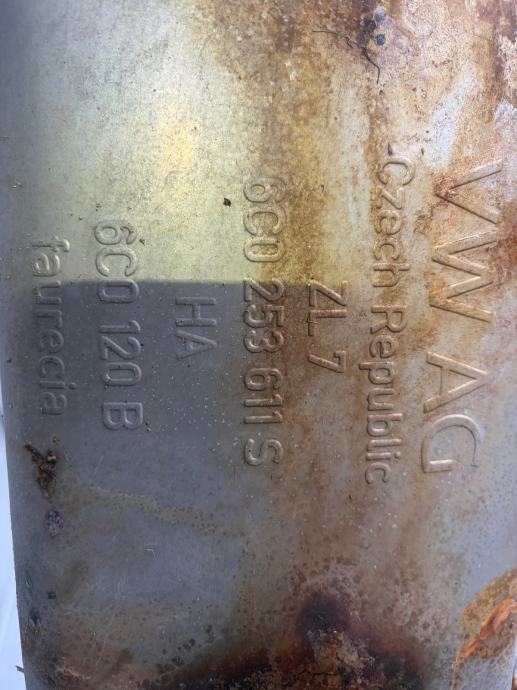 VW AG
Czech Republic
ZL 7
6C0 253 611 S
HA
6C0 120 B
faurecia